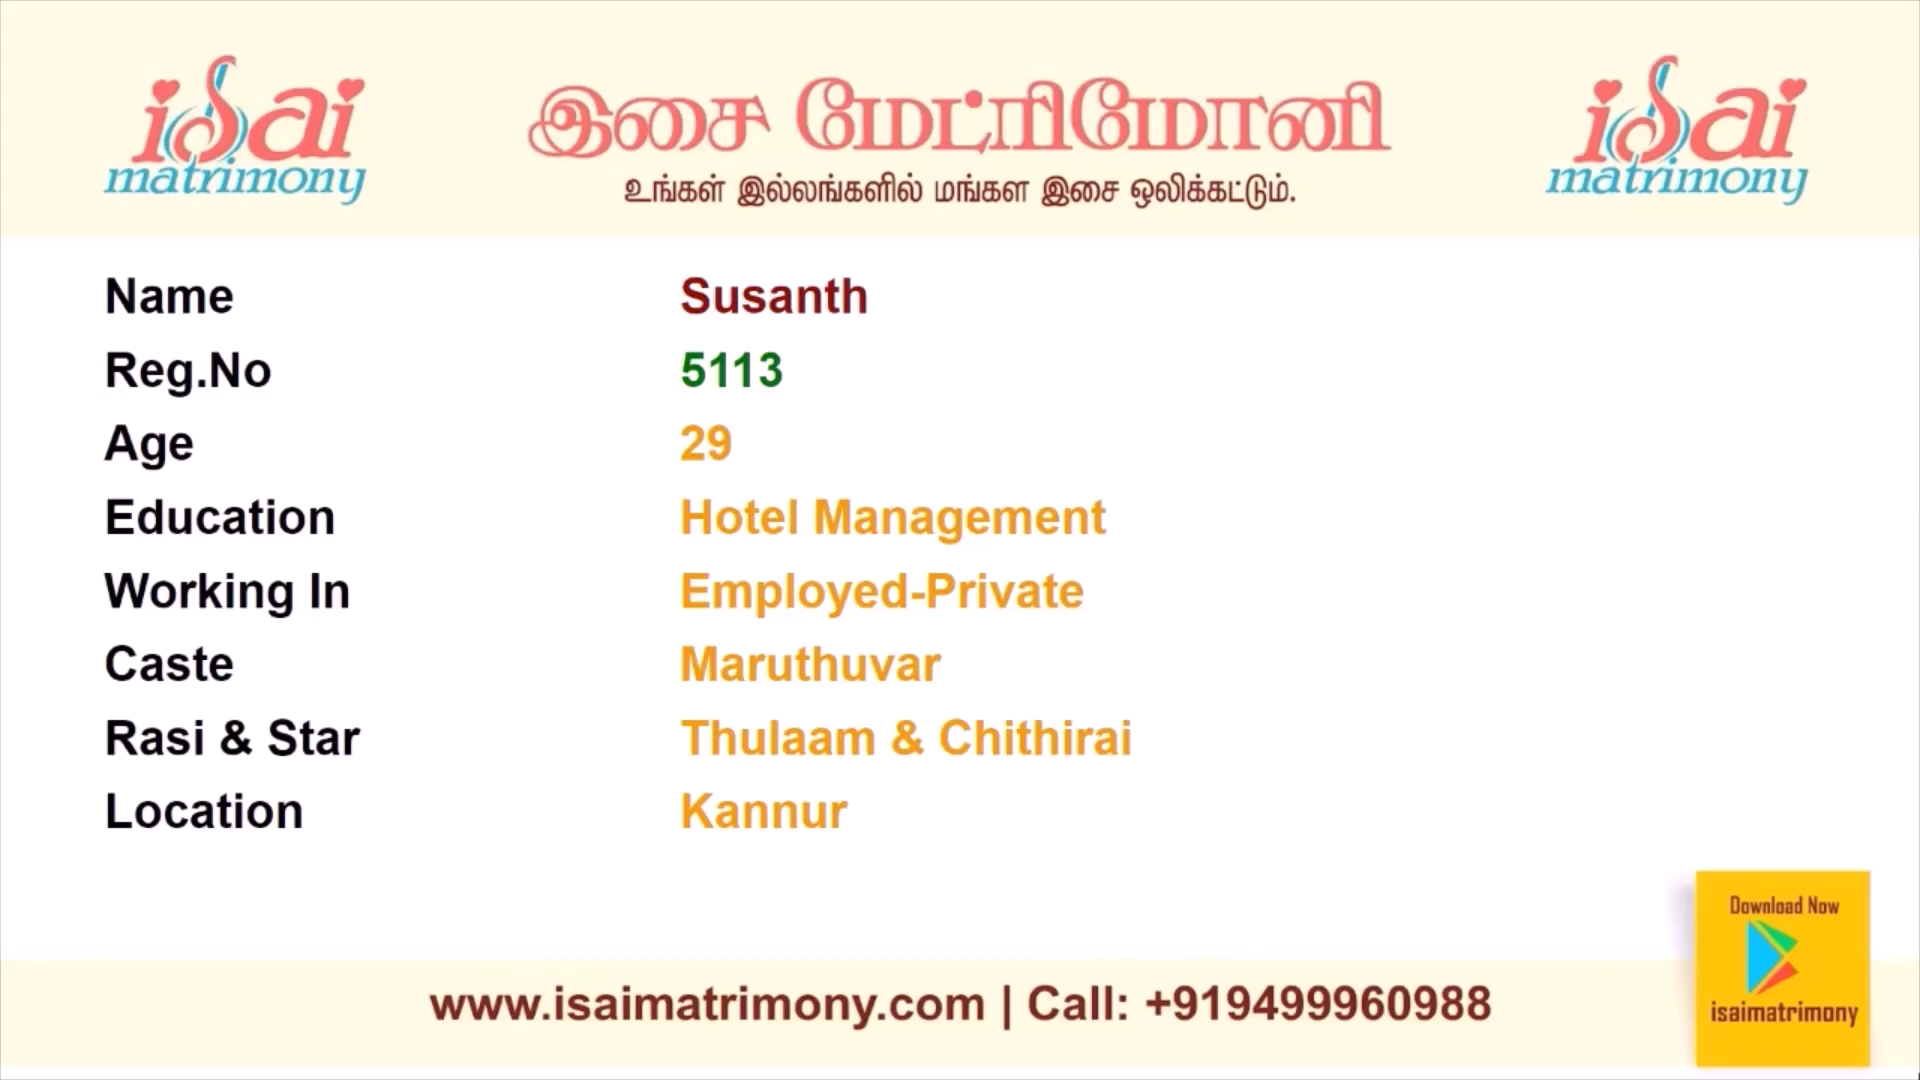 isai matrimony
இசை மேட்ரிமோனி
உங்கள் இல்லங்களில் மங்கள இசை ஒலிக்கட்டும்.
isai matrimony
Name Susanth
Reg.No 5113
Age 29
Education Hotel Management
Working In Employed-Private
Caste Maruthuvar
Rasi & Star Thulaam & Chithirai
Location Kannur
Download Now
isaimatrimony
www.isaimatrimony.com | Call: +919499960988